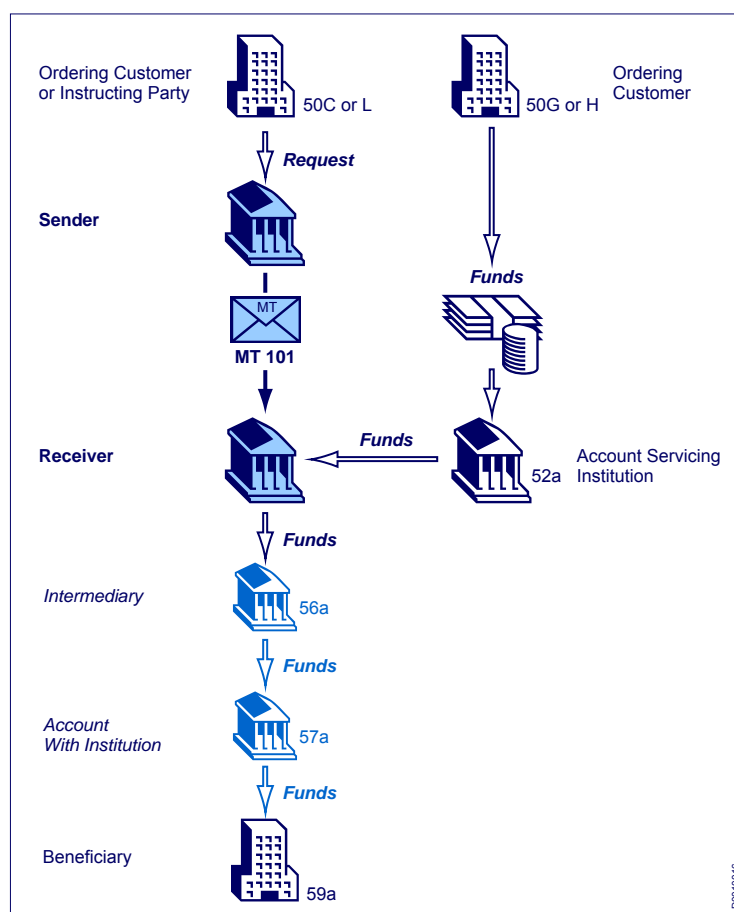 Ordering Customer
or Instructing Party
50C or L
50G or H
Ordering
Customer
Request
Sender
Funds
MT
MT 101
Receiver
Funds
52a
Account Servicing
Institution
Funds
Intermediary
56a
Funds
Account
With Institution
57a
Funds
Beneficiary
59a